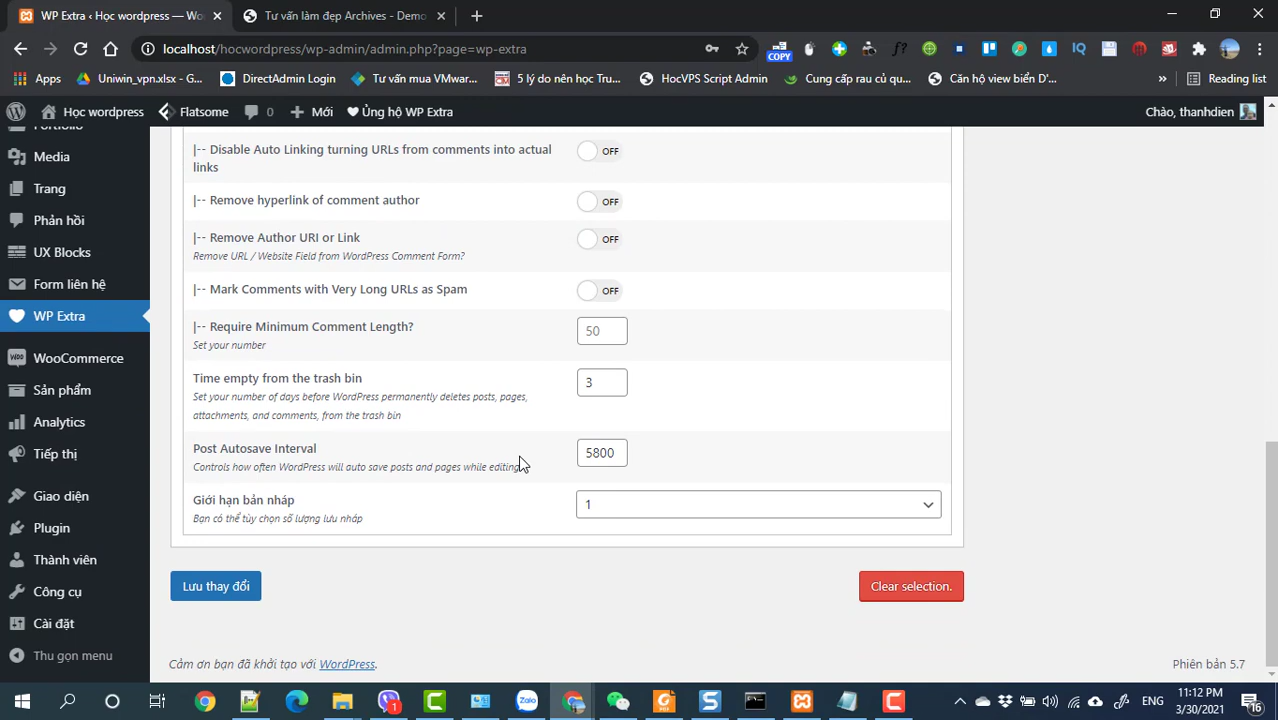 WP Extra ‹ Học wordpress — Wo
Tư vấn làm đẹp Archives - Demo
localhost/hocwordpress/wp-admin/admin.php?page=wp-extra
COPY
Apps
Uniwin_vpn.xlsx - G...
DirectAdmin Login
Tư vấn mua VMwar...
5 lý do nên học Tru...
HocVPS Script Admin
Cung cấp rau củ qu...
Căn hộ view biển D'...
»
Reading list
Học wordpress
Flatsome
0
Mới
Ủng hộ WP Extra
Chào, thanhdien
Portfolio
Media
Trang
Phản hồi
UX Blocks
Form liên hệ
WP Extra
WooCommerce
Sản phẩm
Analytics
Tiếp thị
Giao diện
Plugin
Thành viên
Công cụ
Cài đặt
Thu gọn menu
|-- Disable Auto Linking turning URLs from comments into actual
links
OFF
|-- Remove hyperlink of comment author
OFF
|-- Remove Author URI or Link
Remove URL / Website Field from WordPress Comment Form?
OFF
|-- Mark Comments with Very Long URLs as Spam
OFF
|-- Require Minimum Comment Length?
Set your number
50
Time empty from the trash bin
Set your number of days before WordPress permanently deletes posts, pages,
attachments, and comments, from the trash bin
3
Post Autosave Interval
Controls how often WordPress will auto save posts and pages while editing
5800
Giới hạn bản nháp
Bạn có thể tùy chọn số lượng lưu nháp
1
Lưu thay đổi
Clear selection.
Cảm ơn bạn đã khởi tạo với WordPress.
Phiên bản 5.7
ENG
11:12 PM
3/30/2021
16